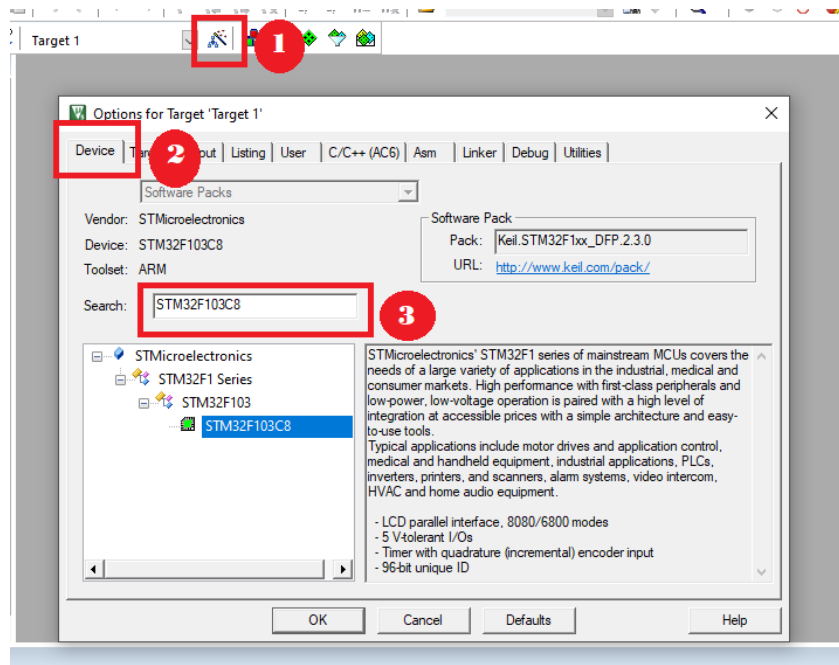 Target 1
1
Options for Target 'Target 1'
Device
2
Listing
User
C/C++ (AC6)
Asm
Linker
Debug
Utilities
Software Packs
Vendor: STMicroelectronics
Device: STM32F103C8
Toolset: ARM
Software Pack
Pack: Keil.STM32F1xx_DFP.2.3.0
URL: http://www.keil.com/pack/
Search: STM32F103C8
3
STMicroelectronics
STM32F1 Series
STM32F103
STM32F103C8
STMicroelectronics' STM32F1 series of mainstream MCUs covers the
needs of a large variety of applications in the industrial, medical and
consumer markets. High performance with first-class peripherals and
low-power, low-voltage operation is paired with a high level of
integration at accessible prices with a simple architecture and easy-
to-use tools.
Typical applications include motor drives and application control,
medical and handheld equipment, industrial applications, PLCs,
inverters, printers, and scanners, alarm systems, video intercom,
HVAC and home audio equipment.
- LCD parallel interface, 8080/6800 modes
- 5 V-tolerant I/Os
- Timer with quadrature (incremental) encoder input
- 96-bit unique ID
OK
Cancel
Defaults
Help